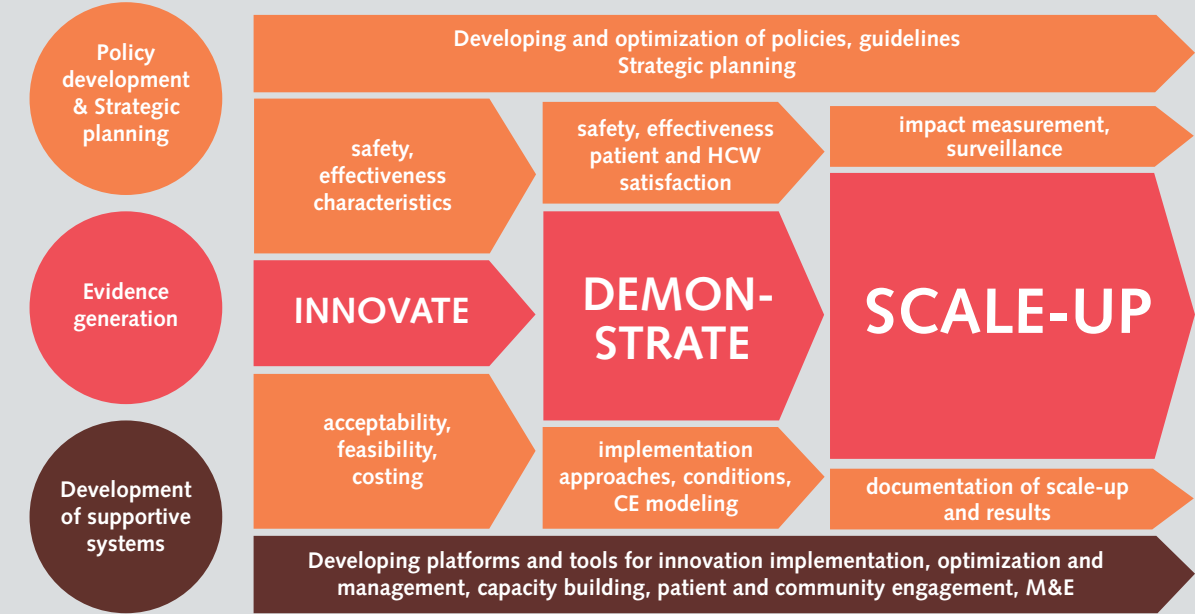 Policy
development
& Strategic
planning
Developing and optimization of policies, guidelines
Strategic planning
safety,
effectiveness
characteristics
safety, effectiveness
patient and HCW
satisfaction
impact measurement,
surveillance
Evidence
generation
INNOVATE
DEMON-
STRATE
SCALE-UP
Development
of supportive
systems
acceptability,
feasibility,
costing
implementation
approaches, conditions,
CE modeling
documentation of scale-up
and results
Developing platforms and tools for innovation implementation, optimization and
management, capacity building, patient and community engagement, M&E